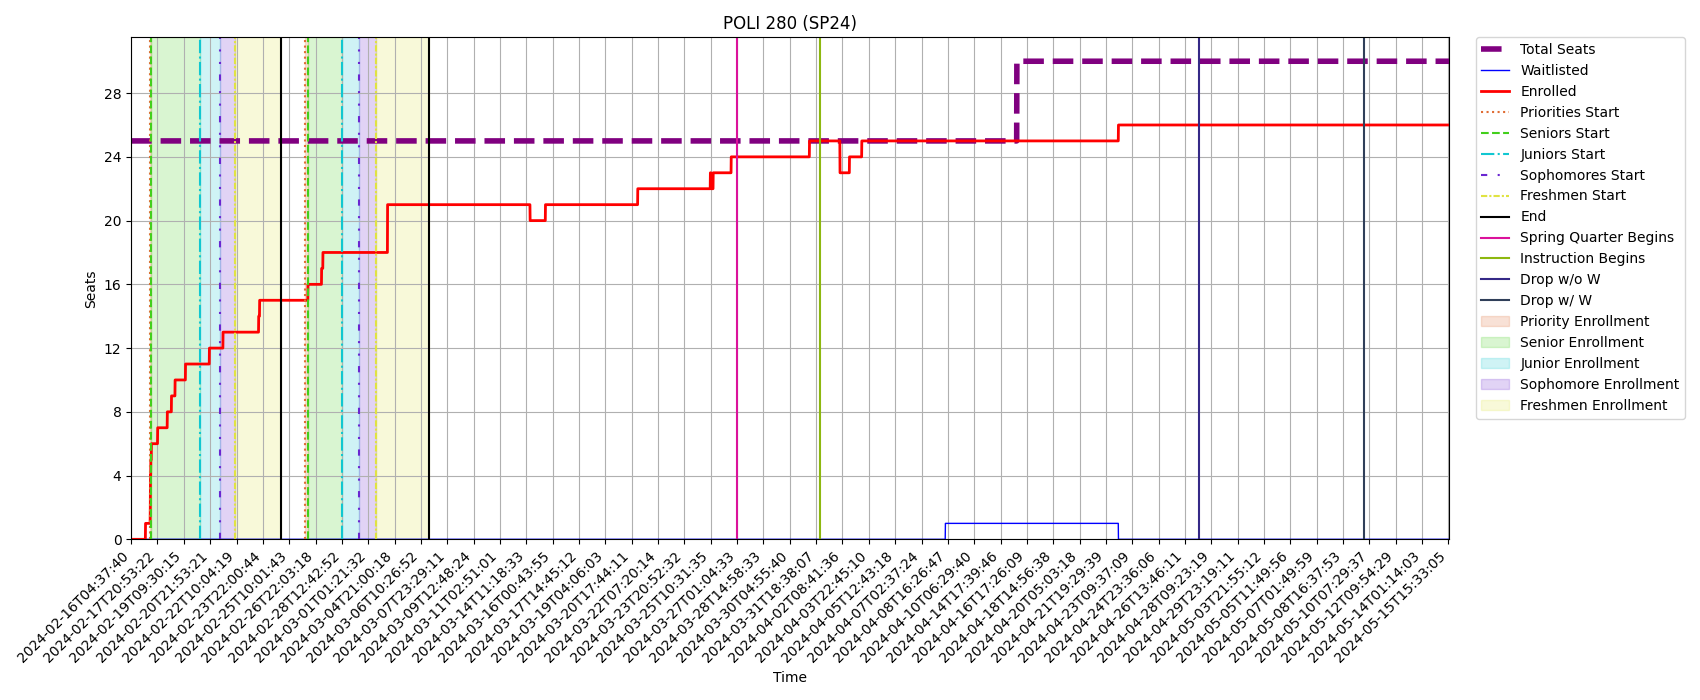 POLI 280 (SP24)
Total Seats
Waitlisted
Enrolled
Priorities Start
Seniors Start
Juniors Start
Sophomores Start
Freshmen Start
End
Spring Quarter Begins
Instruction Begins
Drop w/o W
Drop w/ W
Priority Enrollment
Senior Enrollment
Junior Enrollment
Sophomore Enrollment
Freshmen Enrollment
Seats
28
24
20
16
12
8
4
0
2024-02-16T04:37:40
2024-02-17T20:53:22
2024-02-19T09:30:15
2024-02-20T21:53:21
2024-02-22T10:04:19
2024-02-23T22:00:44
2024-02-25T10:01:43
2024-02-26T22:03:18
2024-02-28T12:42:52
2024-03-01T01:21:32
2024-03-04T21:00:18
2024-03-06T10:26:52
2024-03-07T23:29:11
2024-03-09T12:48:24
2024-03-11T02:51:01
2024-03-14T11:18:33
2024-03-16T00:43:55
2024-03-17T14:45:12
2024-03-19T04:06:03
2024-03-20T17:44:11
2024-03-22T07:20:14
2024-03-23T20:52:32
2024-03-25T10:31:35
2024-03-27T01:04:33
2024-03-28T14:58:33
2024-03-30T04:55:40
2024-03-31T18:38:07
2024-04-02T08:41:36
2024-04-03T22:45:10
2024-04-05T12:43:18
2024-04-07T02:37:24
2024-04-08T16:26:47
2024-04-10T06:29:40
2024-04-14T17:39:46
2024-04-16T17:26:09
2024-04-18T14:56:38
2024-04-20T05:03:18
2024-04-21T19:29:39
2024-04-23T09:37:09
2024-04-24T23:36:06
2024-04-26T13:46:11
2024-04-28T09:23:19
2024-04-29T23:19:11
2024-05-03T21:55:12
2024-05-05T11:49:56
2024-05-07T01:49:59
2024-05-08T16:37:53
2024-05-10T07:29:37
2024-05-12T09:54:29
2024-05-14T01:14:03
2024-05-15T15:33:05
Time